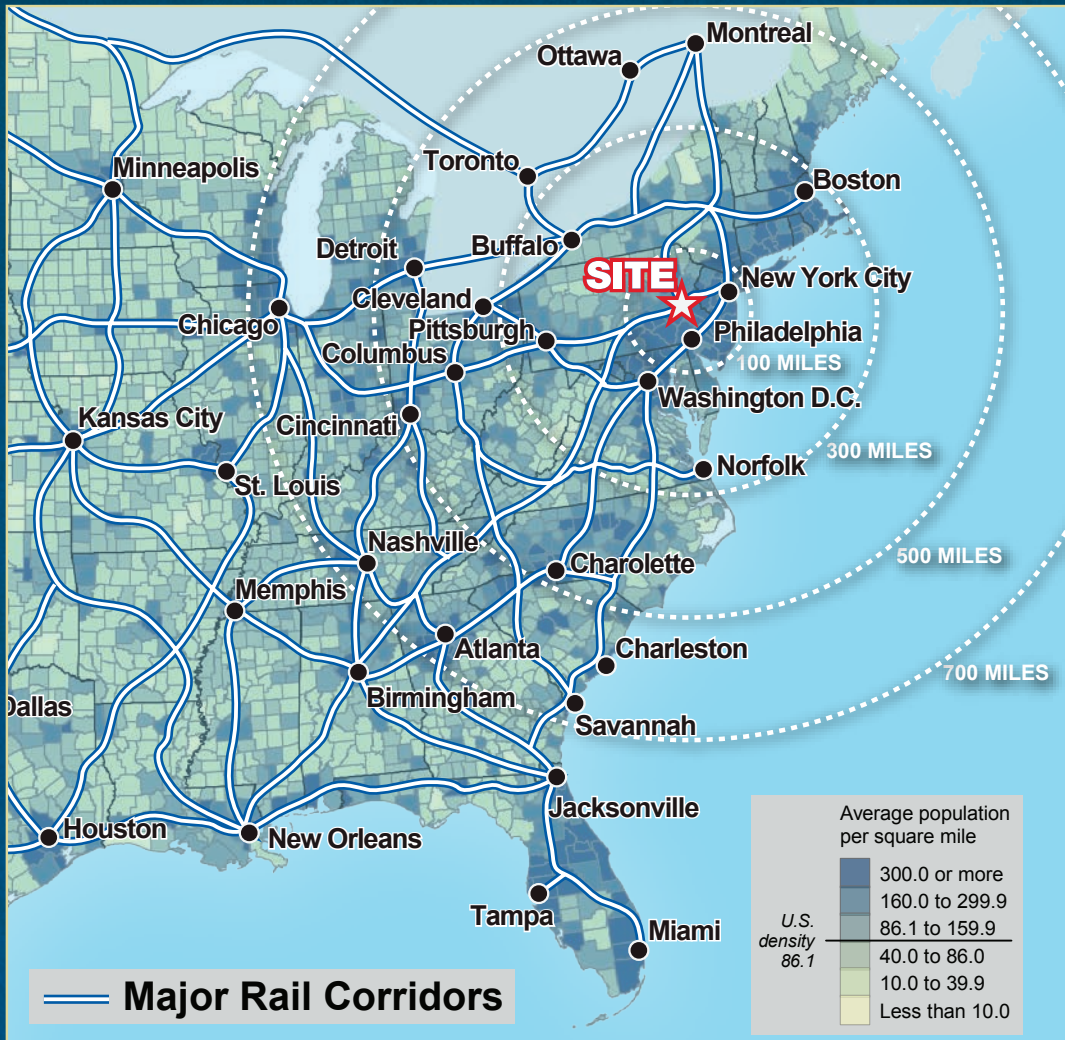 Montreal
Ottawa
Toronto
Minneapolis
Boston
Buffalo
Detroit
SITE
New York City
Cleveland
Chicago
Pittsburgh
Philadelphia
Columbus
100 MILES
Washington D.C.
Kansas City
Cincinnati
300 MILES
Norfolk
St. Louis
Nashville
500 MILES
Charolette
Memphis
Atlanta
Charleston
700 MILES
Birmingham
Dallas
Savannah
Jacksonville
Houston
New Orleans
Tampa
Miami
Average population
per square mile
300.0 or more
160.0 to 299.9
86.1 to 159.9
U.S.
density
86.1
40.0 to 86.0
10.0 to 39.9
Less than 10.0
Major Rail Corridors